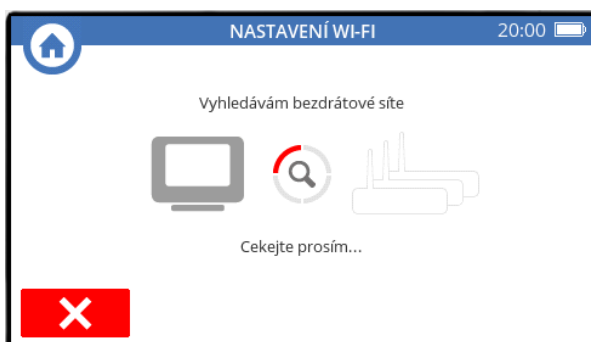 NASTAVENÍ WI-FI 20:00
Vyhledávám bezdrátové síte
Cekejte prosím...